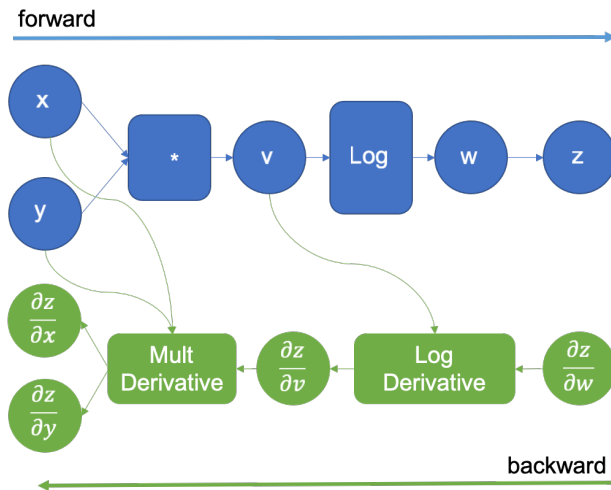 forward
x
*
v
Log
w
z
y
∂z
∂x
∂z
∂y
Mult
Derivative
∂z
∂v
Log
Derivative
∂z
∂w
backward